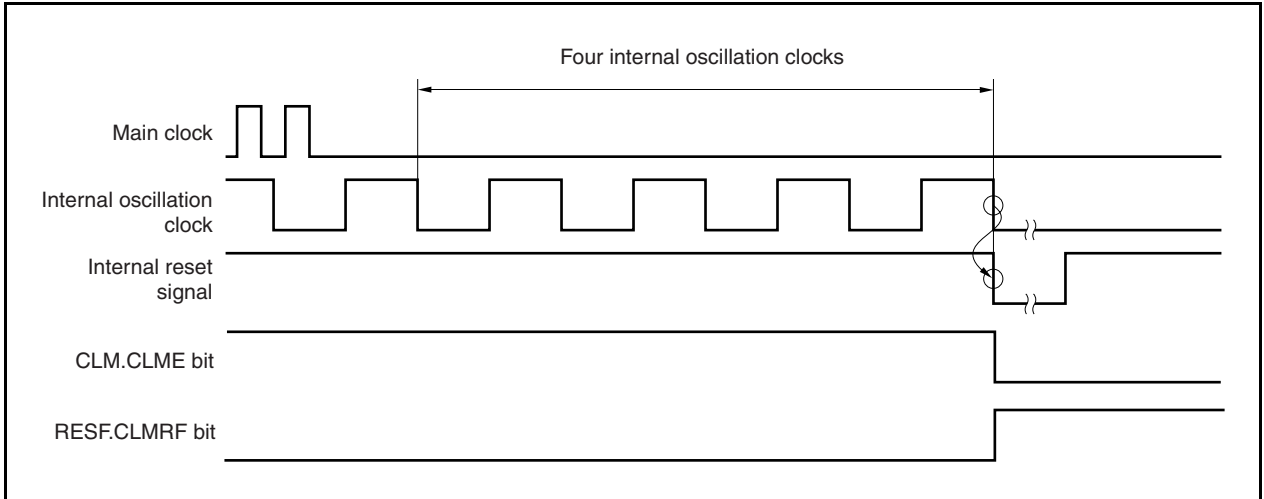 Four internal oscillation clocks
Main clock
Internal oscillation
clock
Internal reset
signal
CLM.CLME bit
RESF.CLMRF bit